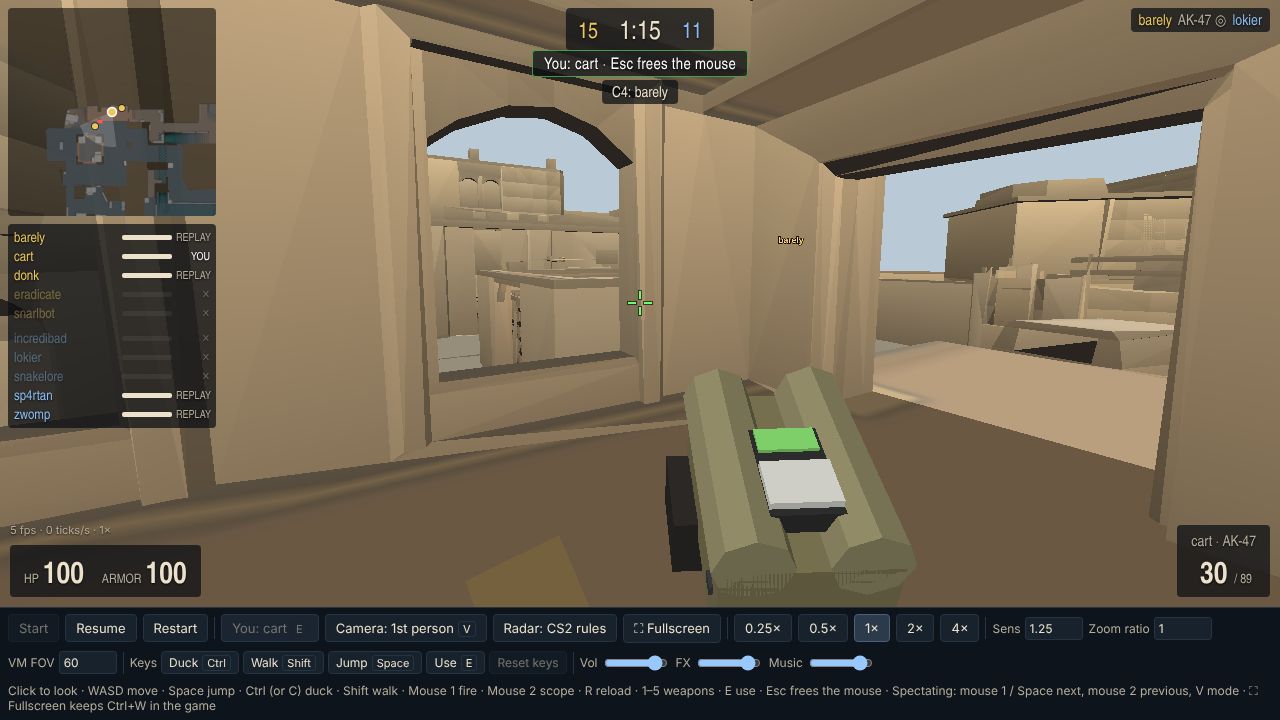 15 1:15 11
You: cart · Esc frees the mouse
C4: barely
barely AK-47 ◎ lokier
barely REPLAY
cart YOU
donk REPLAY
eradicate ×
snarlbot ×
incredibad ×
lokier ×
snakelore ×
sp4rtan REPLAY
zwomp REPLAY
barely
5 fps · 0 ticks/s · 1×
HP 100 ARMOR 100
cart · AK-47
30 / 89
Start Resume Restart You: cart E Camera: 1st person V Radar: CS2 rules ⛶ Fullscreen 0.25× 0.5× 1× 2× 4× Sens 1.25 Zoom ratio 1
VM FOV 60 Keys Duck Ctrl Walk Shift Jump Space Use E Reset keys Vol FX Music
Click to look · WASD move · Space jump · Ctrl (or C) duck · Shift walk · Mouse 1 fire · Mouse 2 scope · R reload · 1–5 weapons · E use · Esc frees the mouse · Spectating: mouse 1 / Space next, mouse 2 previous, V mode · ⛶
Fullscreen keeps Ctrl+W in the game